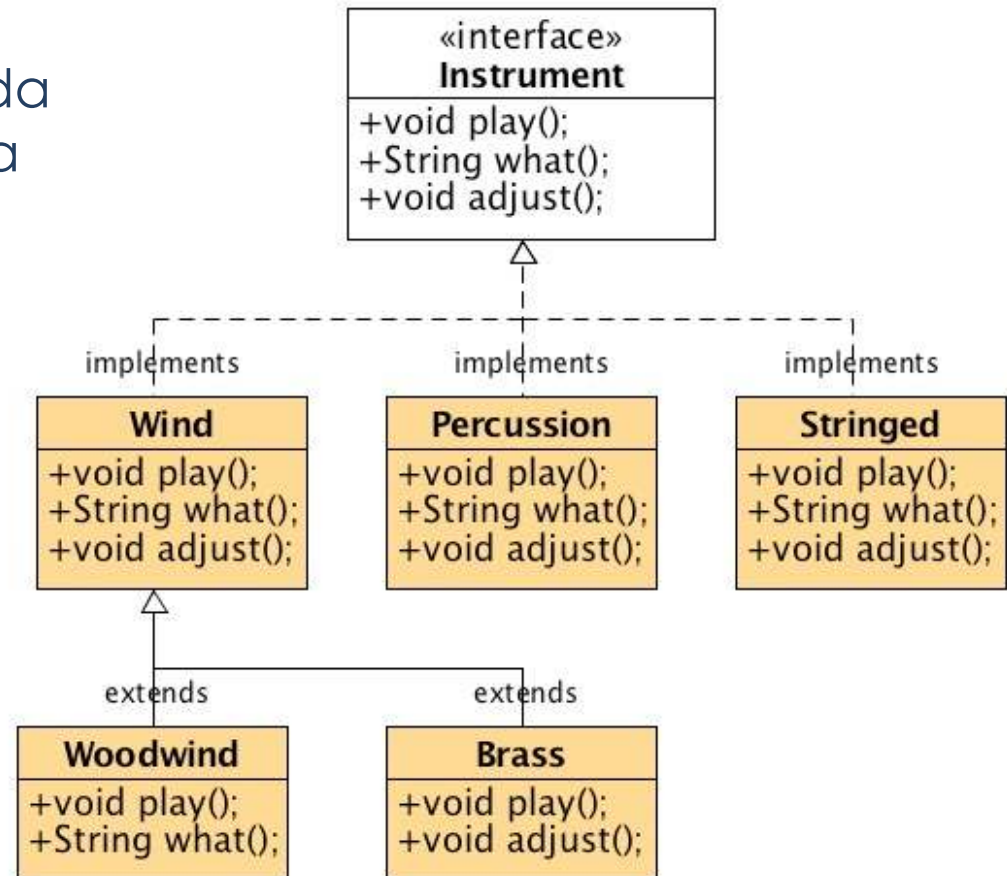 da
a
«interface»
Instrument
+void play();
+String what();
+void adjust();
implements
implements
implements
Wind
+void play();
+String what();
+void adjust();
Percussion
+void play();
+String what();
+void adjust();
Stringed
+void play();
+String what();
+void adjust();
extends
extends
Woodwind
+void play();
+String what();
Brass
+void play();
+void adjust();